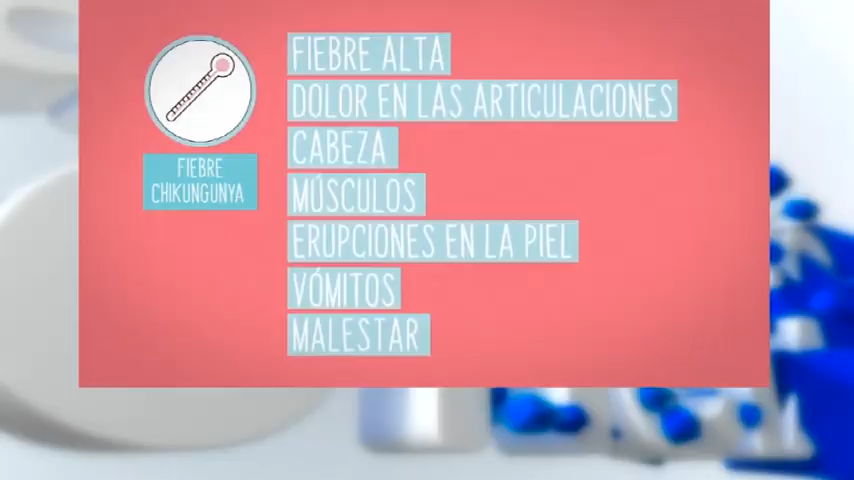 FIEBRE
CHIKUNGUNYA
FIEBRE ALTA
DOLOR EN LAS ARTICULACIONES
CABEZA
MÚSCULOS
ERUPCIONES EN LA PIEL
VÓMITOS
MALESTAR